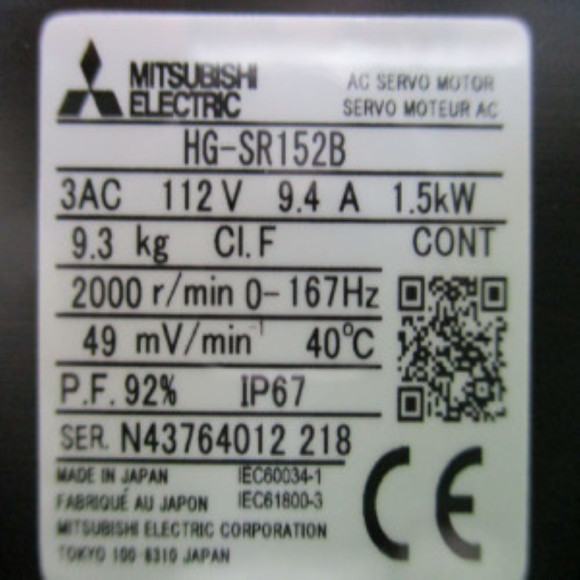 MITSUBISHI ELECTRIC
AC SERVO MOTOR
SERVO MOTEUR AC
HG-SR152B
3AC 112V 9.4 A 1.5kW
9.3 kg Cl.F CONT
2000 r/min 0-167Hz
49 mV/min⁻¹ 40°C
P.F. 92% IP67
SER. N43764012 218
MADE IN JAPAN IEC60034-1
FABRIQUÉ AU JAPON IEC61800-3
MITSUBISHI ELECTRIC CORPORATION
TOKYO 100-8310 JAPAN
CE